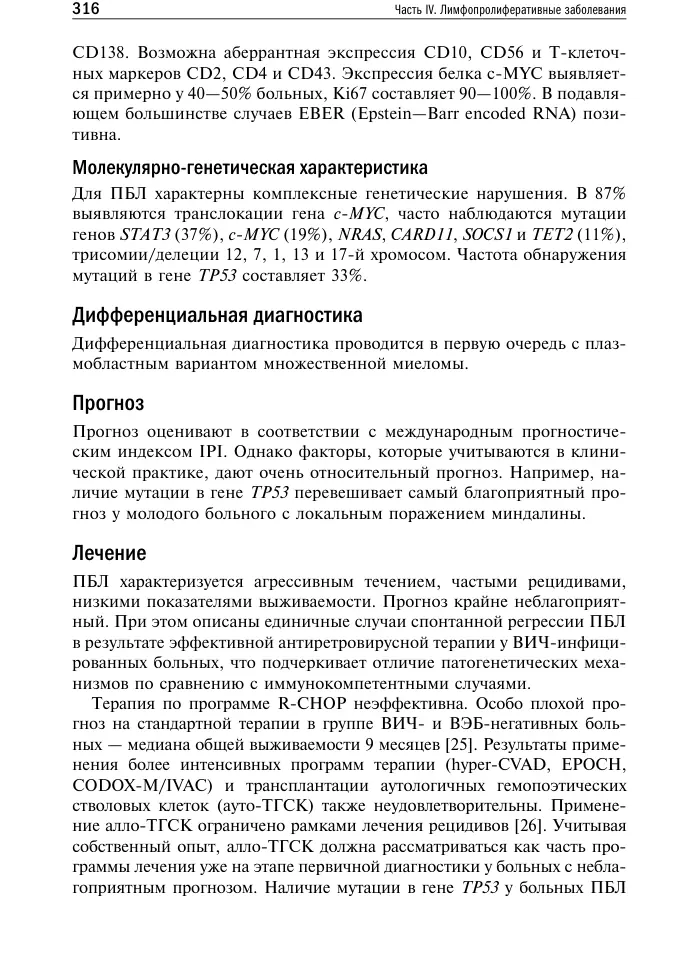 316
Часть IV. Лимфопролиферативные заболевания
CD138. Возможна аберрантная экспрессия CD10, CD56 и Т-клеточ-
ных маркеров CD2, CD4 и CD43. Экспрессия белка c-MYC выявляет-
ся примерно у 40—50% больных, Ki67 составляет 90—100%. В подавля-
ющем большинстве случаев EBER (Epstein—Barr encoded RNA) пози-
тивна.
Молекулярно-генетическая характеристика
Для ПБЛ характерны комплексные генетические нарушения. В 87%
выявляются транслокации гена c-MYC, часто наблюдаются мутации
генов STAT3 (37%), c-MYC (19%), NRAS, CARD11, SOCS1 и TET2 (11%),
трисомии/делеции 12, 7, 1, 13 и 17-й хромосом. Частота обнаружения
мутаций в гене TP53 составляет 33%.
Дифференциальная диагностика
Дифференциальная диагностика проводится в первую очередь с плаз-
мобластным вариантом множественной миеломы.
Прогноз
Прогноз оценивают в соответствии с международным прогностиче-
ским индексом IPI. Однако факторы, которые учитываются в клини-
ческой практике, дают очень относительный прогноз. Например, на-
личие мутации в гене TP53 перевешивает самый благоприятный про-
гноз у молодого больного с локальным поражением миндалины.
Лечение
ПБЛ характеризуется агрессивным течением, частыми рецидивами,
низкими показателями выживаемости. Прогноз крайне неблагоприят-
ный. При этом описаны единичные случаи спонтанной регрессии ПБЛ
в результате эффективной антиретровирусной терапии у ВИЧ-инфици-
рованных больных, что подчеркивает отличие патогенетических меха-
низмов по сравнению с иммунокомпетентными случаями.
Терапия по программе R-CHOP неэффективна. Особо плохой про-
гноз на стандартной терапии в группе ВИЧ- и ВЭБ-негативных боль-
ных — медиана общей выживаемости 9 месяцев [25]. Результаты приме-
нения более интенсивных программ терапии (hyper-CVAD, EPOCH,
CODOX-M/IVAC) и трансплантации аутологичных гемопоэтических
стволовых клеток (ауто-ТГСК) также неудовлетворительны. Примене-
ние алло-ТГСК ограничено рамками лечения рецидивов [26]. Учитывая
собственный опыт, алло-ТГСК должна рассматриваться как часть про-
граммы лечения уже на этапе первичной диагностики у больных с небла-
гоприятным прогнозом. Наличие мутации в гене TP53 у больных ПБЛ